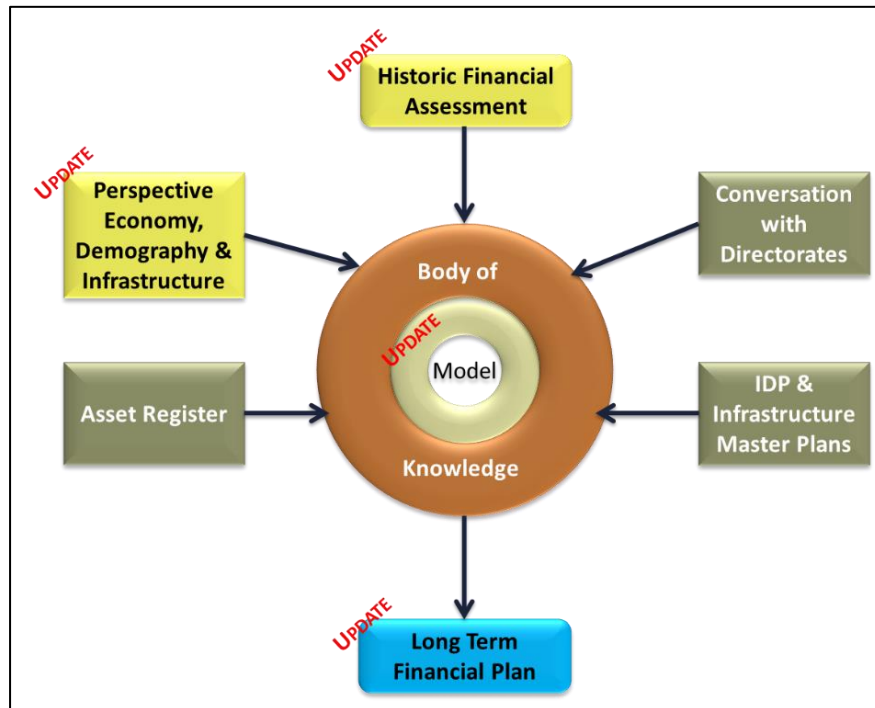 UPDATE
Historic Financial
Assessment
UPDATE
Perspective
Economy,
Demography &
Infrastructure
Conversation
with
Directorates
Body of
UPDATE
Model
Knowledge
Asset Register
IDP &
Infrastructure
Master Plans
UPDATE
Long Term
Financial Plan